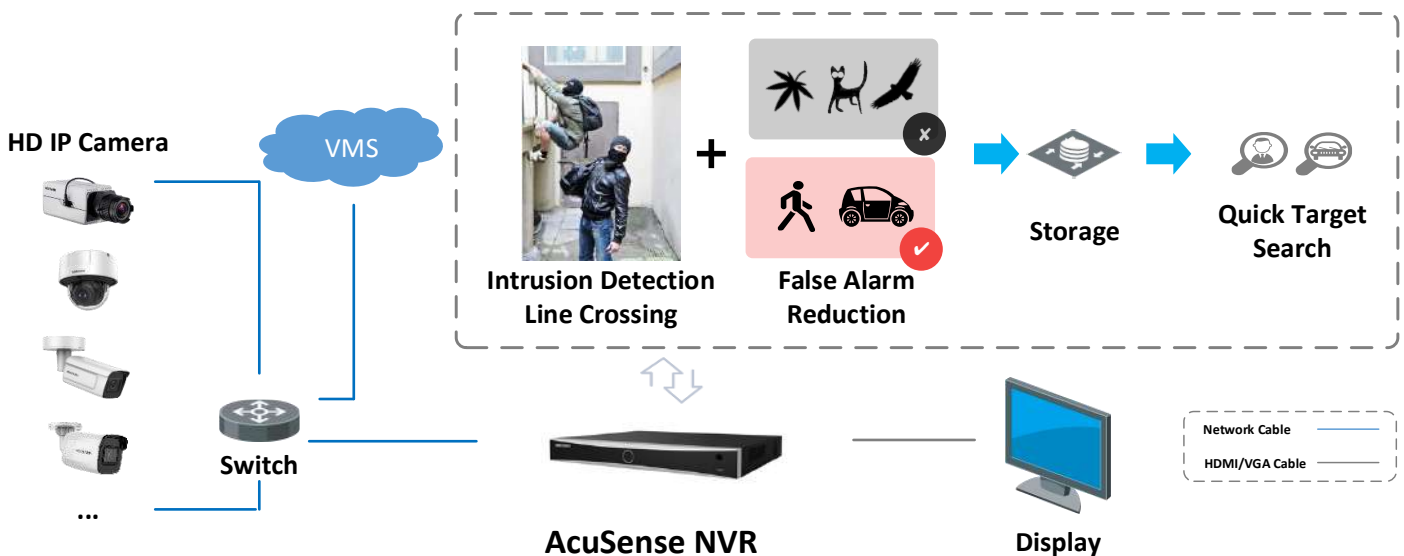 HD IP Camera
VMS
Intrusion Detection
Line Crossing
+
False Alarm
Reduction
Storage
Quick Target
Search
Switch
...
AcuSense NVR
Display
Network Cable
HDMI/VGA Cable